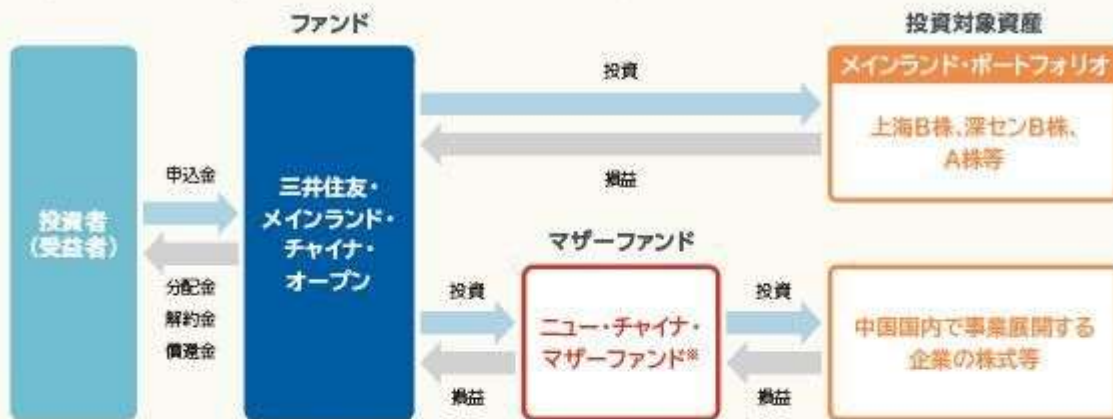 ファンド
投資対象資産
投資者
(受益者)
申込金
分配金
解約金
償還金
三井住友・
メインランド・
チャイナ・
オープン
投資
損益
メインランド・ポートフォリオ
上海B株、深センB株、
A株等
マザーファンド
投資
損益
ニュー・チャイナ・
マザーファンド※
投資
損益
中国国内で事業展開する
企業の株式等